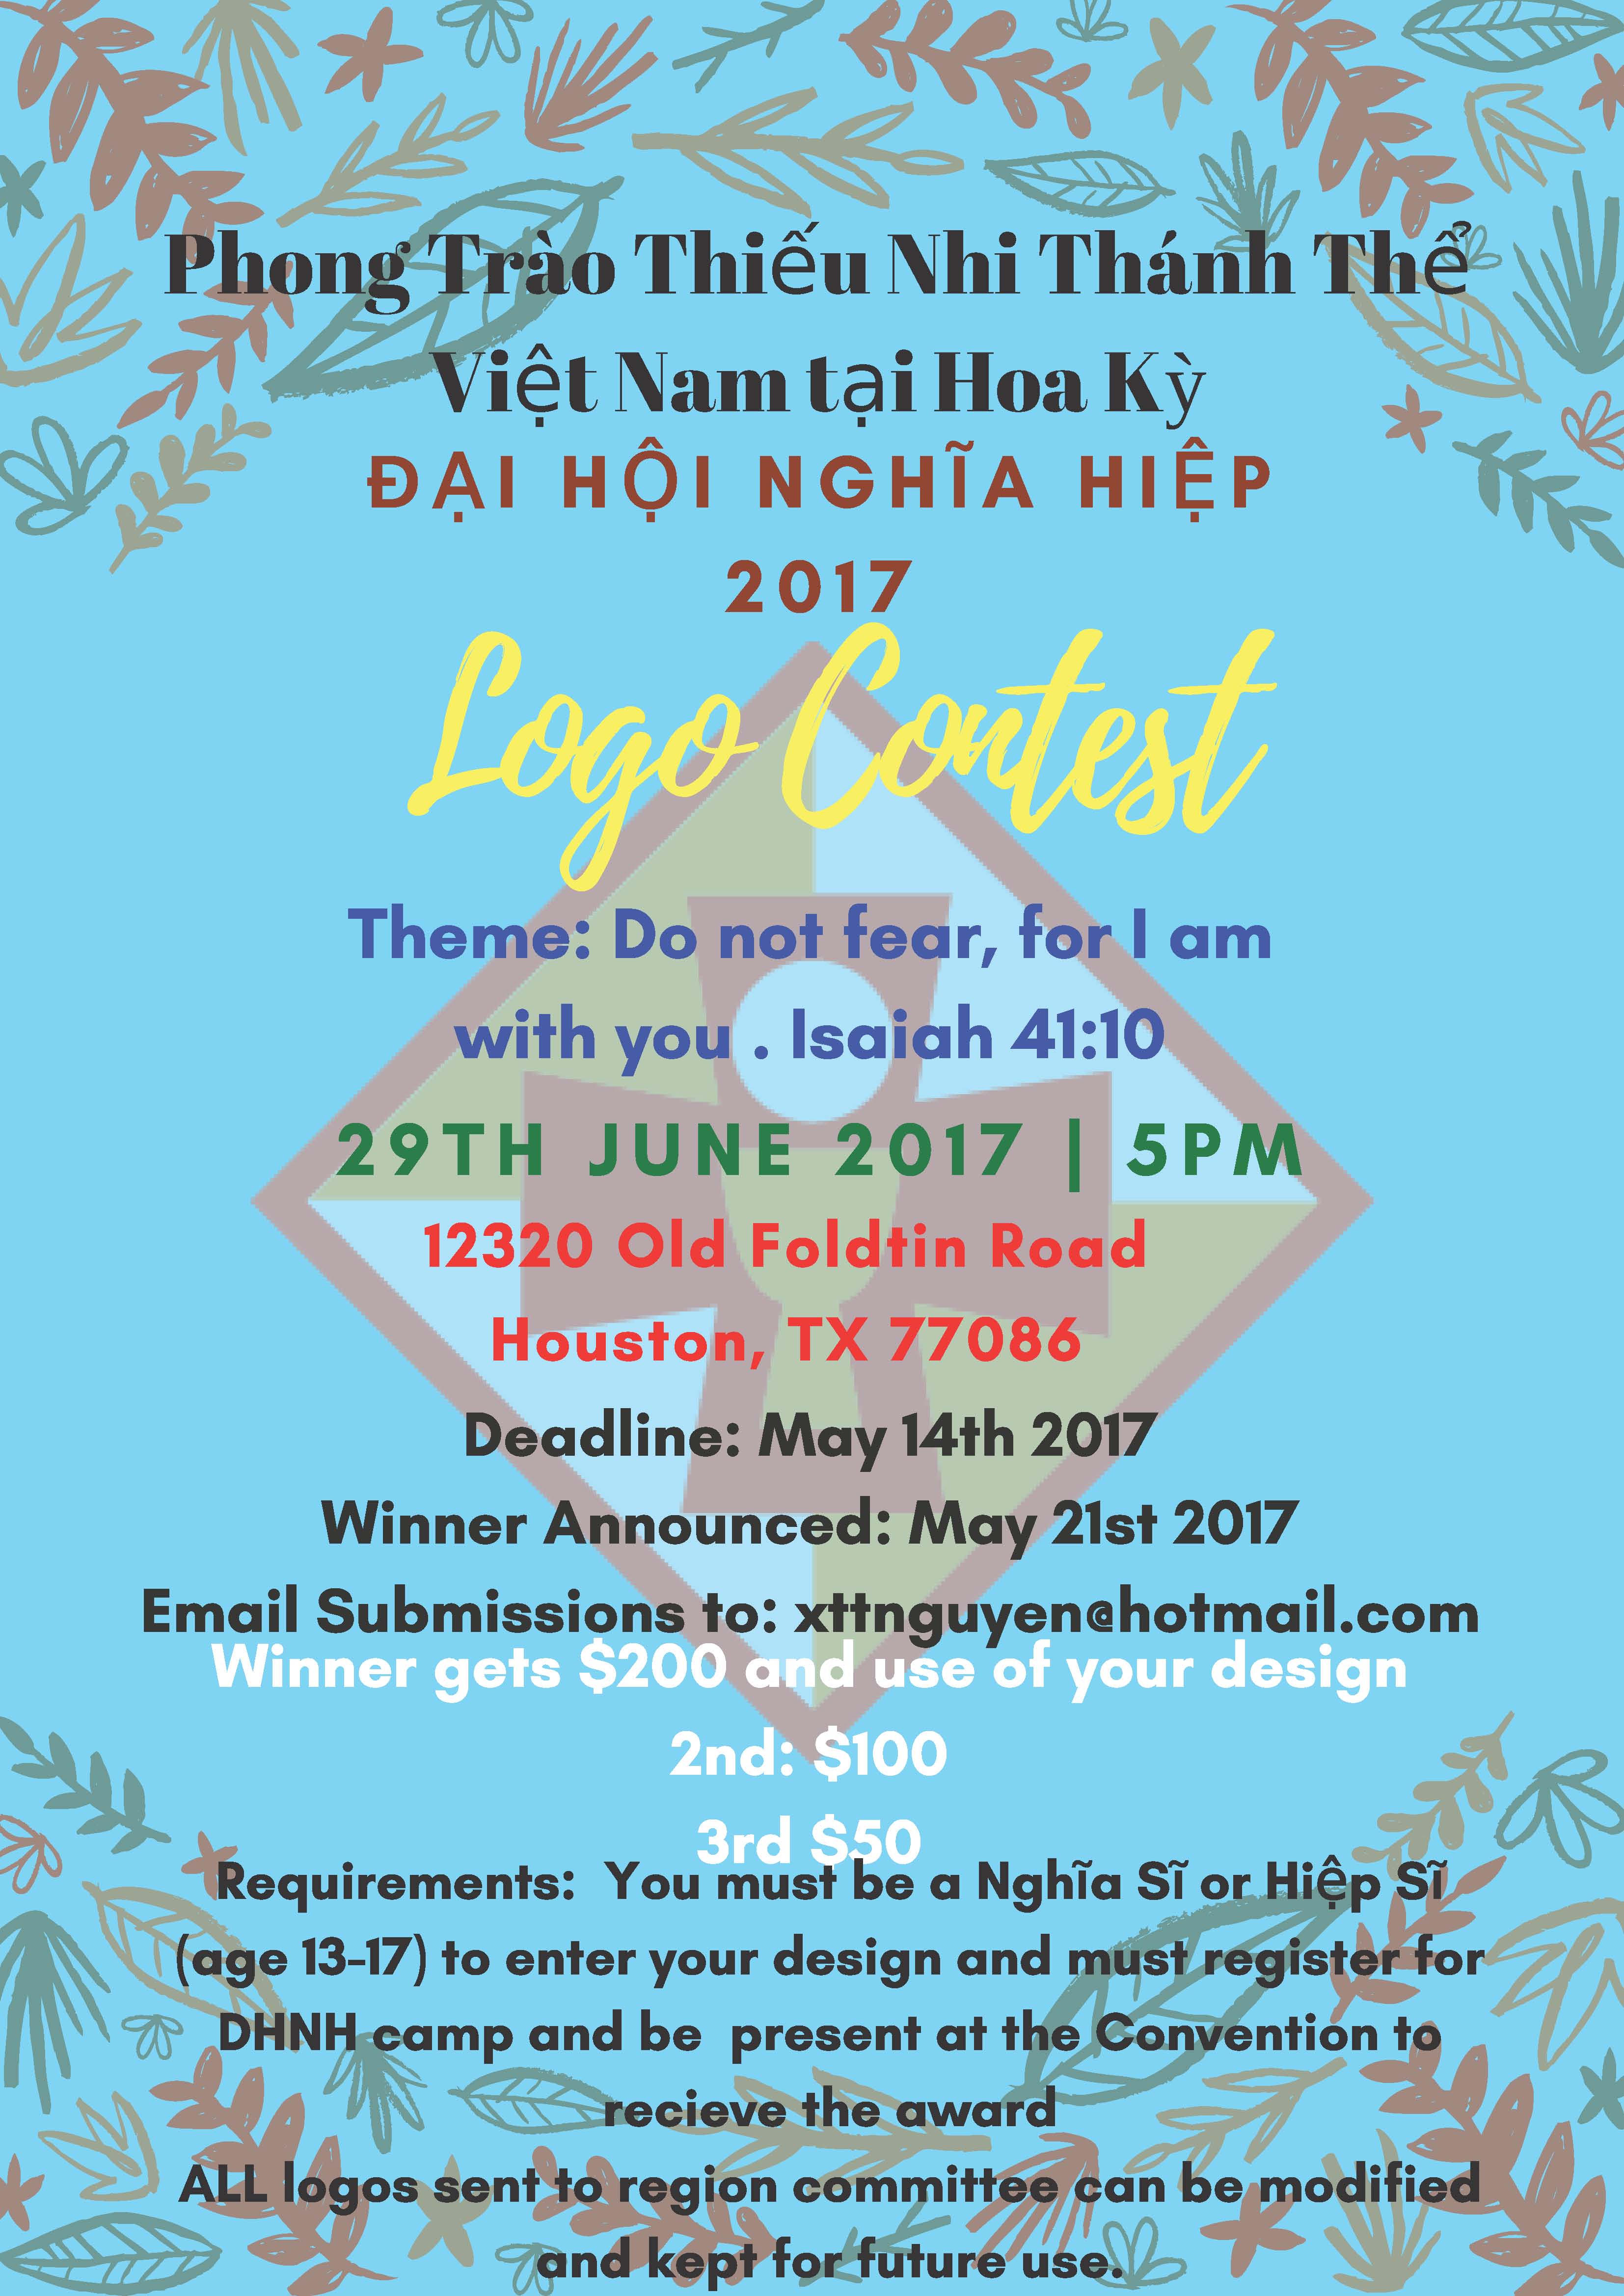 Phong Trào Thiếu Nhi Thánh Thể
Việt Nam tại Hoa Kỳ
ĐẠI HỘI NGHĨA HIỆP
2017
Logo Contest
Theme: Do not fear, for I am
with you . Isaiah 41:10
29TH JUNE 2017 | 5PM
12320 Old Foldtin Road
Houston, TX 77086
Deadline: May 14th 2017
Winner Announced: May 21st 2017
Email Submissions to: xttnguyen@hotmail.com
Winner gets $200 and use of your design
2nd: $100
3rd $50
Requirements: You must be a Nghĩa Sĩ or Hiệp Sĩ
(age 13-17) to enter your design and must register for
DHNH camp and be present at the Convention to
recieve the award
ALL logos sent to region committee can be modified
and kept for future use.